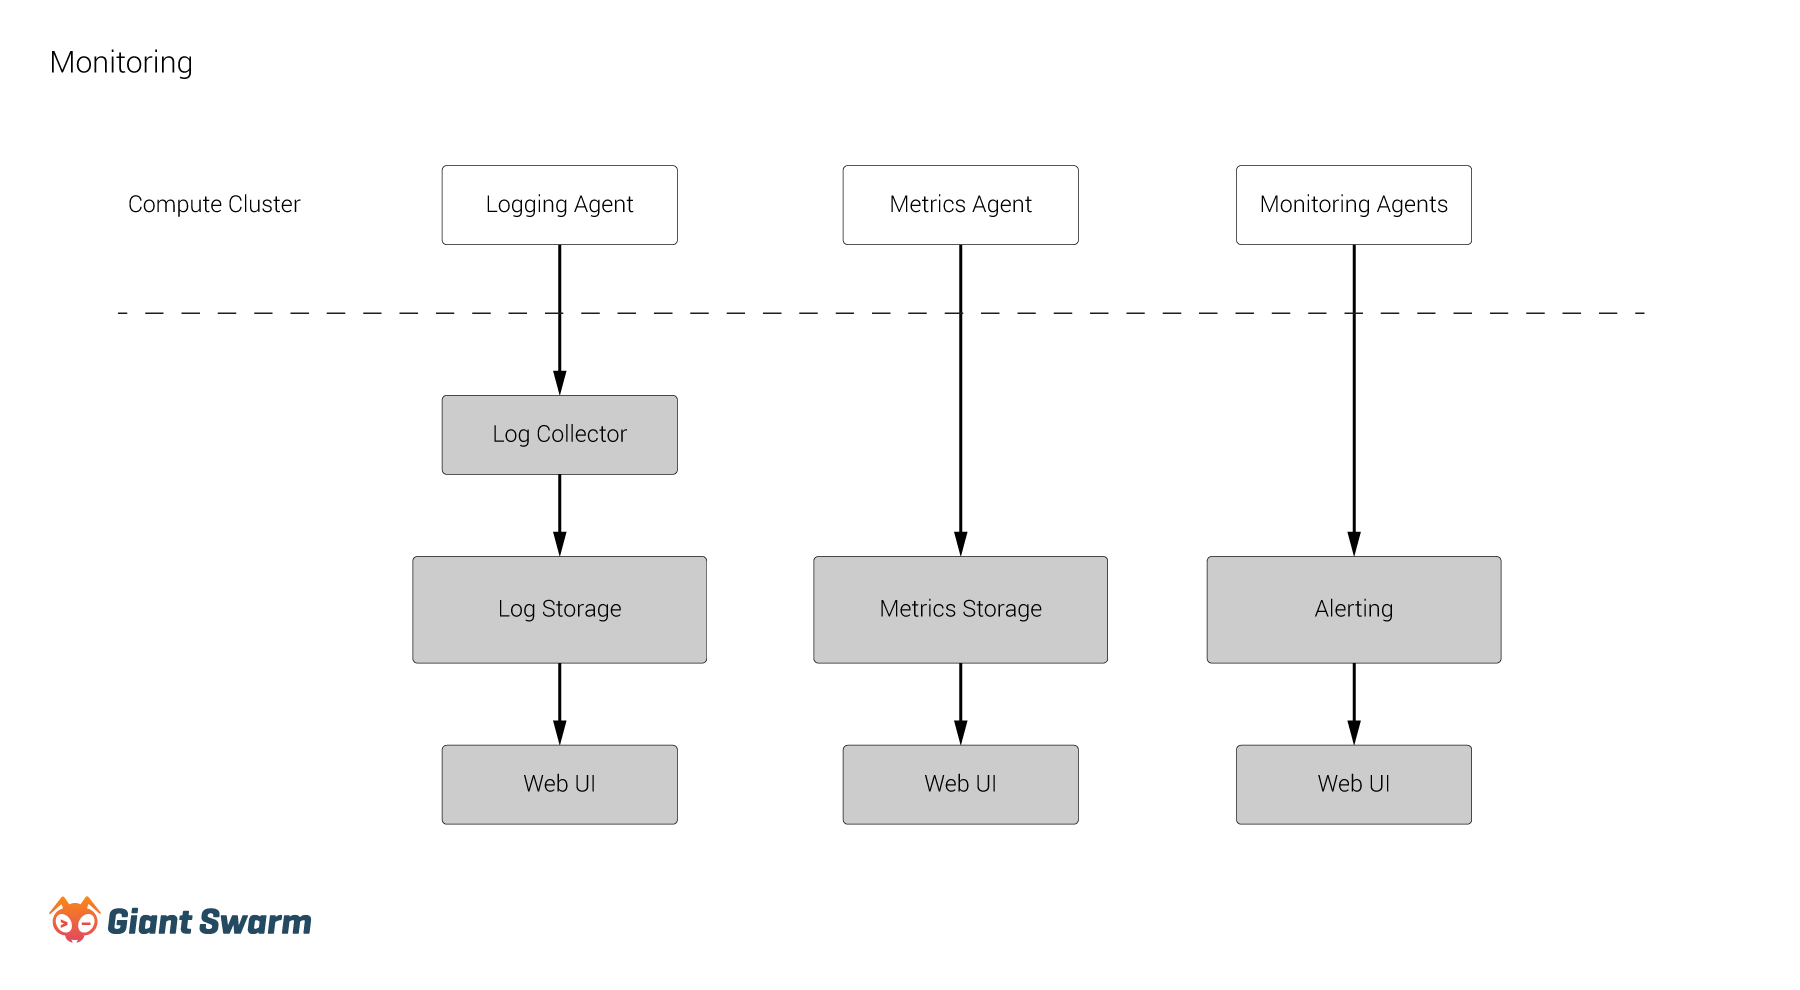 Monitoring
Compute Cluster
Logging Agent
Metrics Agent
Monitoring Agents
Log Collector
Log Storage
Metrics Storage
Alerting
Web UI
Web UI
Web UI
Giant Swarm